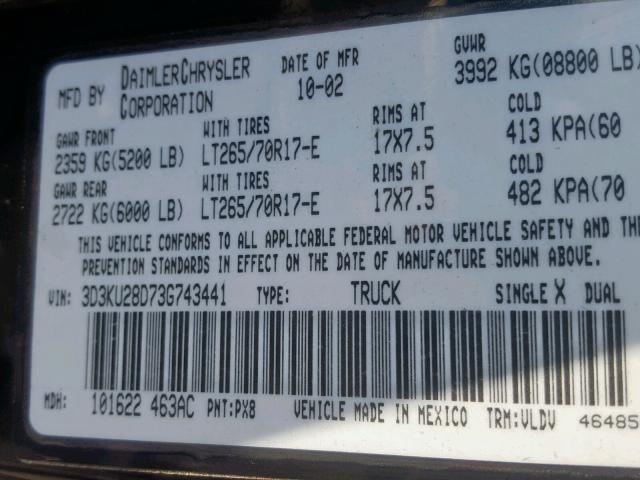 MFD BY DAIMLERCHRYSLER CORPORATION DATE OF MFR 10-02 GVWR 3992 KG(08800 LB)
GAWR FRONT WITH TIRES RIMS AT COLD
2359 KG(5200 LB) LT265/70R17-E 17X7.5 413 KPA(60
GAWR REAR WITH TIRES RIMS AT COLD
2722 KG(6000 LB) LT265/70R17-E 17X7.5 482 KPA(70
THIS VEHICLE CONFORMS TO ALL APPLICABLE FEDERAL MOTOR VEHICLE SAFETY AND THE
PREVENTION STANDARDS IN EFFECT ON THE DATE OF MANUFACTURE SHOWN ABOVE.
VIN: 3D3KU28D73G743441 TYPE: TRUCK SINGLE X DUAL
MDH: 101622 463AC PNT:PX8 VEHICLE MADE IN MEXICO TRM:VLDV 46485